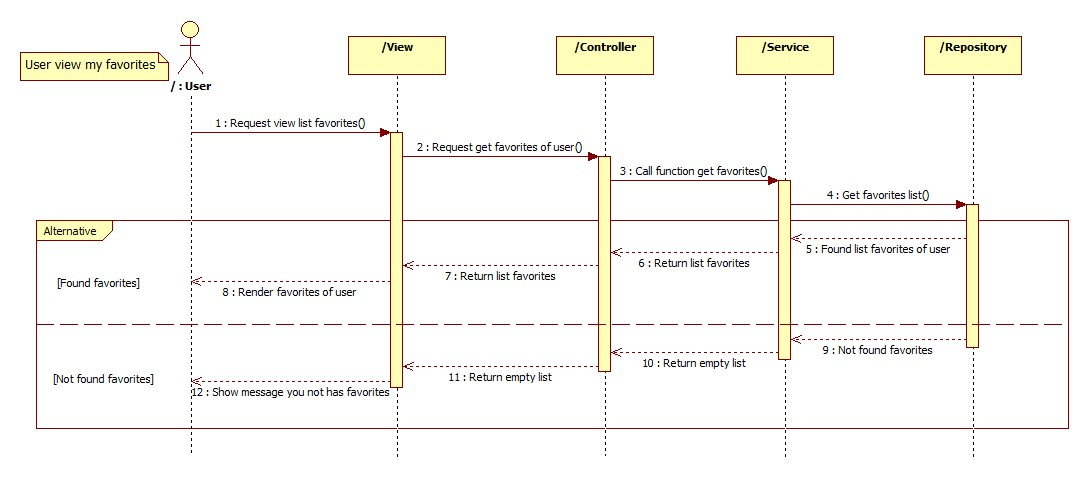 User view my favorites
/ : User
/View
/Controller
/Service
/Repository
1 : Request view list favorites()
2 : Request get favorites of user()
3 : Call function get favorites()
4 : Get favorites list()
Alternative
[Found favorites]
5 : Found list favorites of user
6 : Return list favorites
7 : Return list favorites
8 : Render favorites of user
[Not found favorites]
9 : Not found favorites
10 : Return empty list
11 : Return empty list
12 : Show message you not has favorites